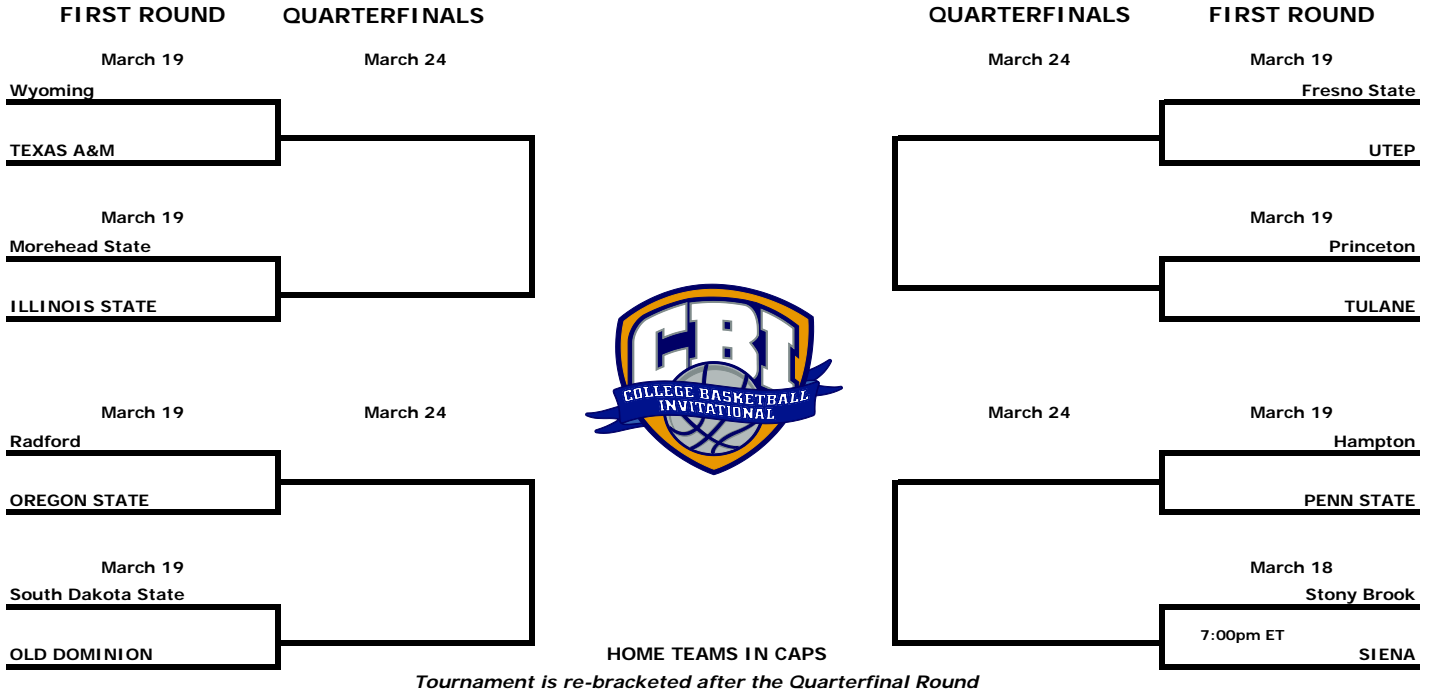 FIRST ROUND QUARTERFINALS QUARTERFINALS FIRST ROUND
March 19 March 24 March 24 March 19
Wyoming Fresno State
TEXAS A&M UTEP
March 19 March 19
Morehead State Princeton
ILLINOIS STATE TULANE
CBI
COLLEGE BASKETBALL
INVITATIONAL
March 19 March 24 March 24 March 19
Radford Hampton
OREGON STATE PENN STATE
March 19 March 18
South Dakota State Stony Brook
7:00pm ET
OLD DOMINION HOME TEAMS IN CAPS SIENA
Tournament is re-bracketed after the Quarterfinal Round